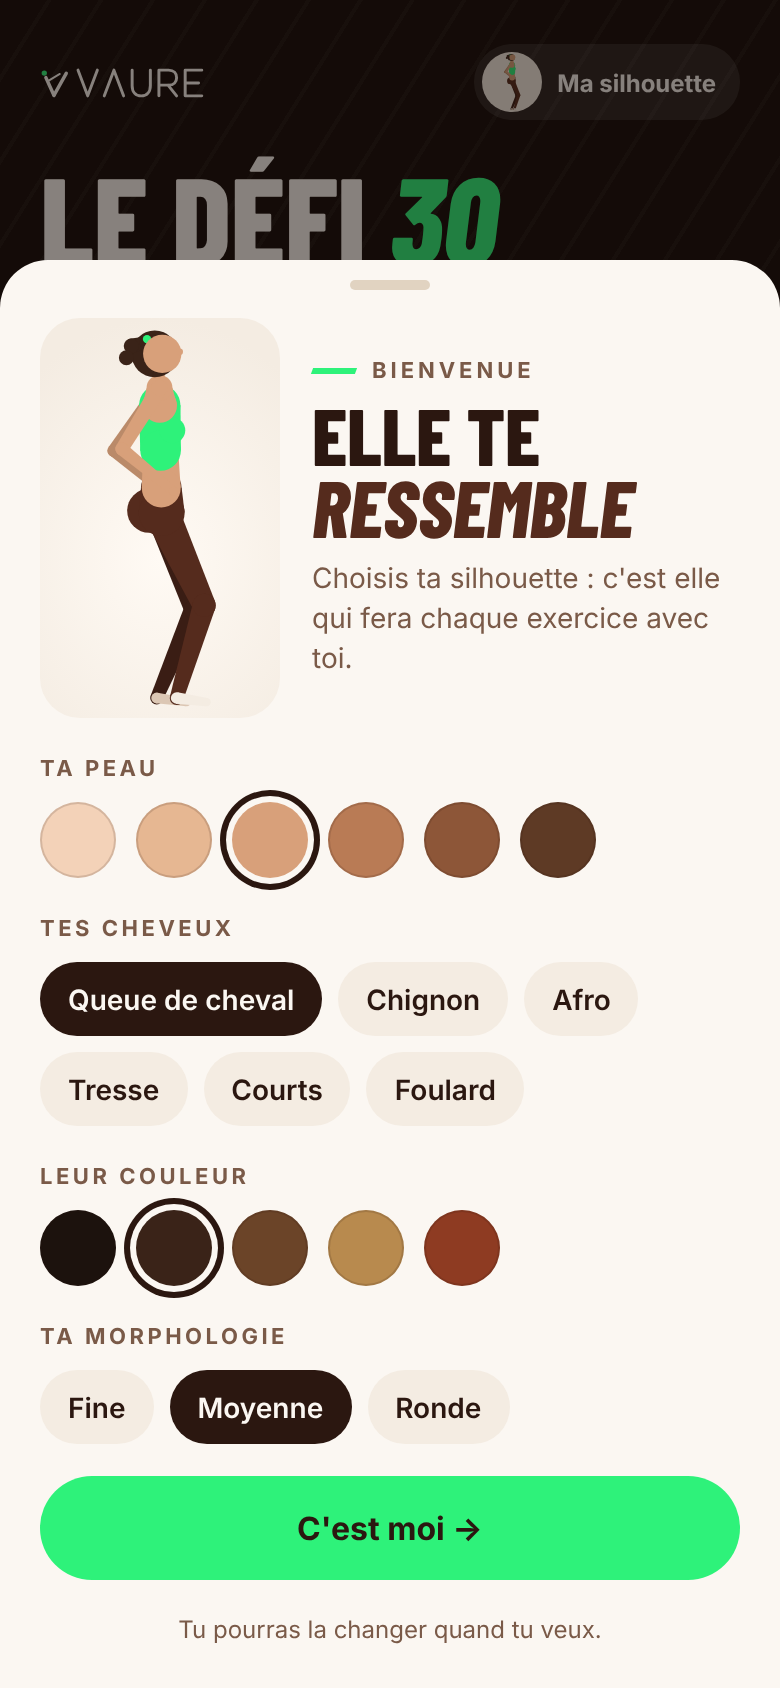 VAURE
Ma silhouette
LE DÉFI 30
BIENVENUE
ELLE TE
RESSEMBLE
Choisis ta silhouette : c'est elle
qui fera chaque exercice avec
toi.
TA PEAU
TES CHEVEUX
Queue de cheval
Chignon
Afro
Tresse
Courts
Foulard
LEUR COULEUR
TA MORPHOLOGIE
Fine
Moyenne
Ronde
C'est moi →
Tu pourras la changer quand tu veux.